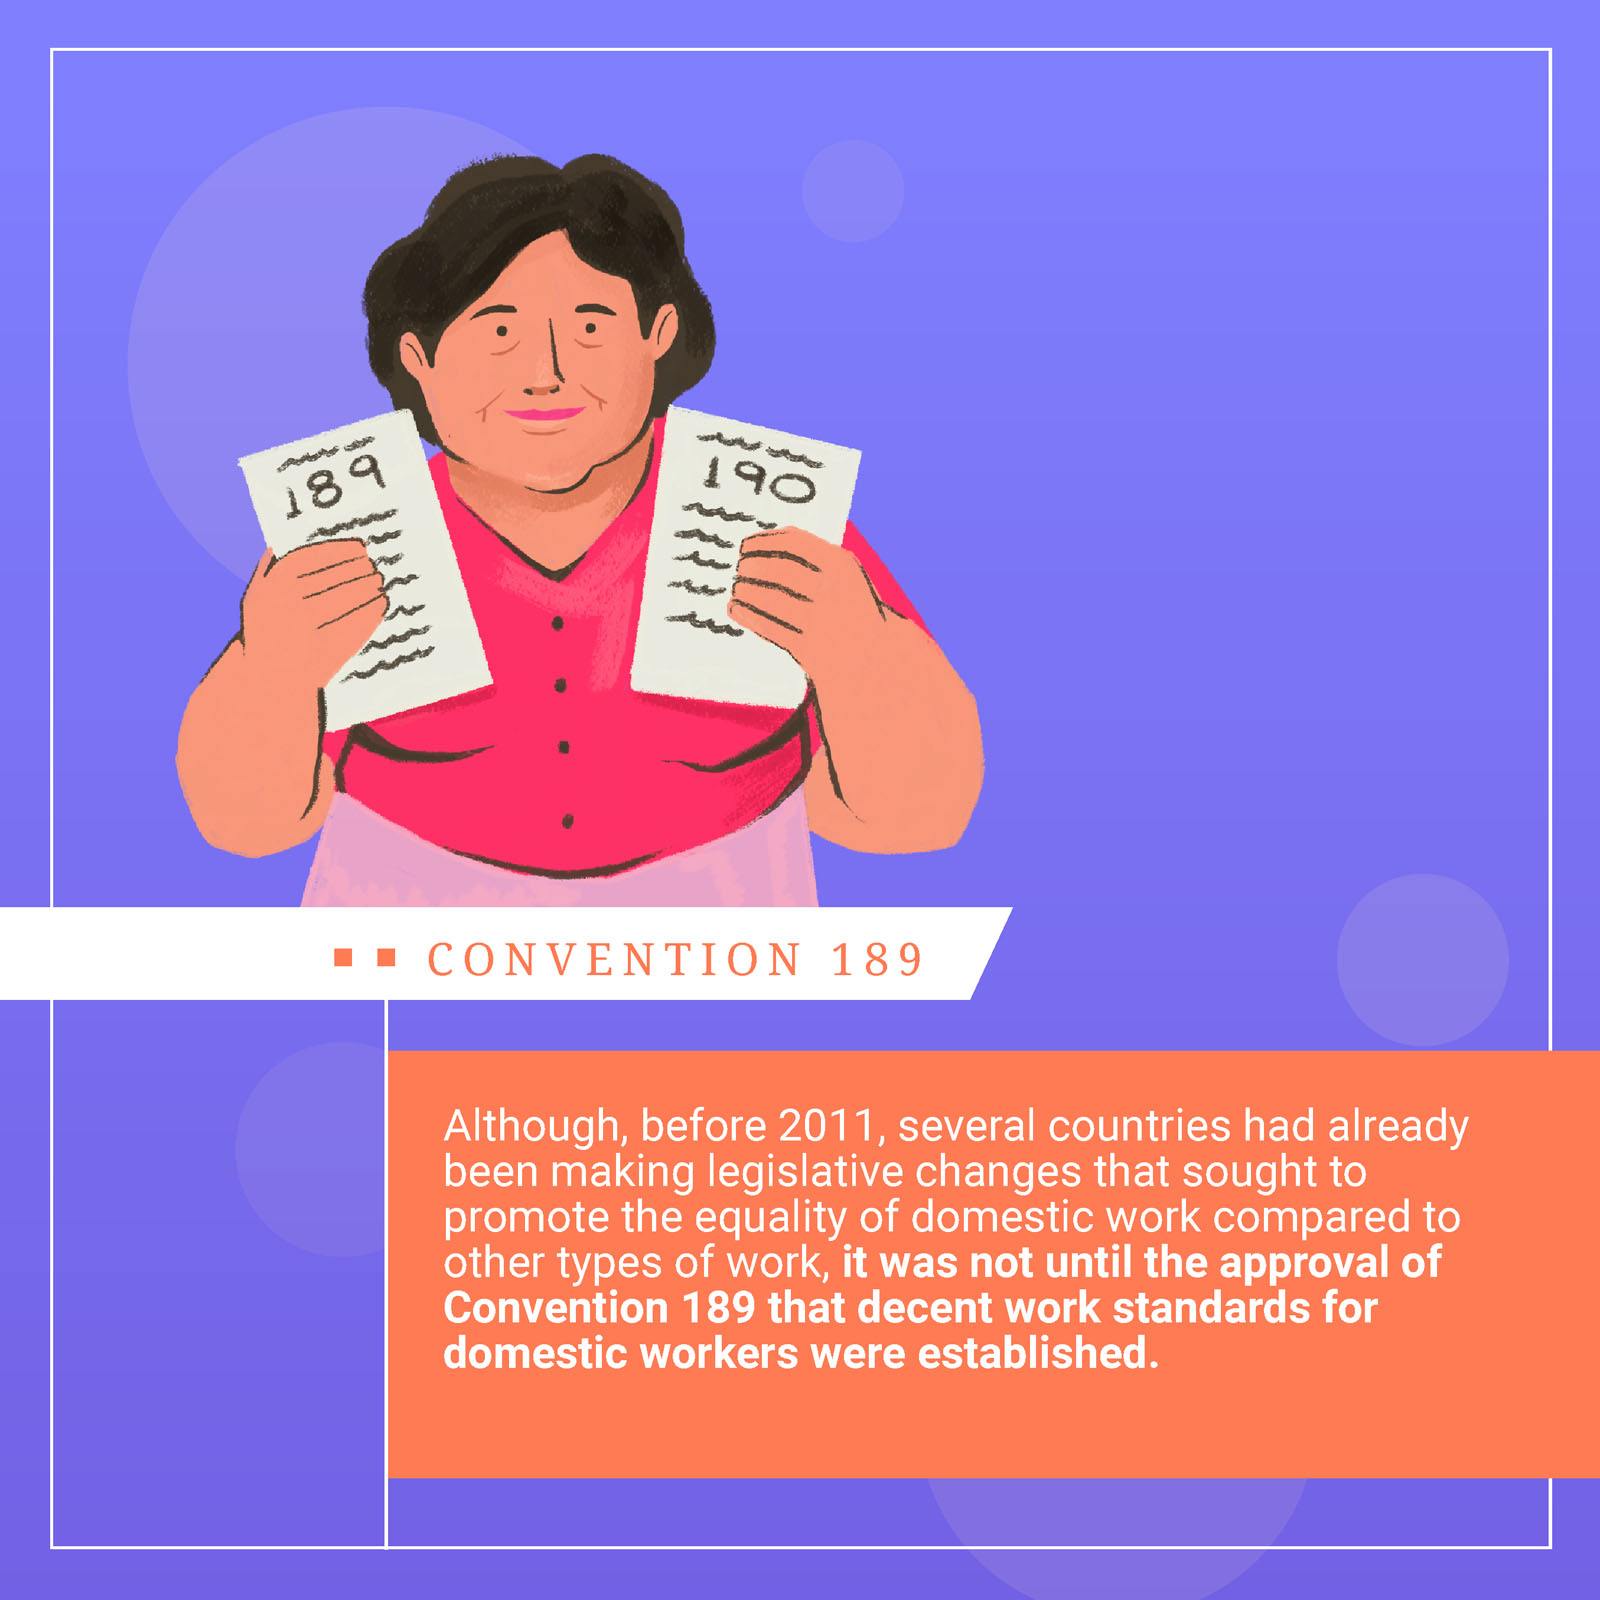 189
190
CONVENTION 189
Although, before 2011, several countries had already
been making legislative changes that sought to
promote the equality of domestic work compared to
other types of work, it was not until the approval of
Convention 189 that decent work standards for
domestic workers were established.